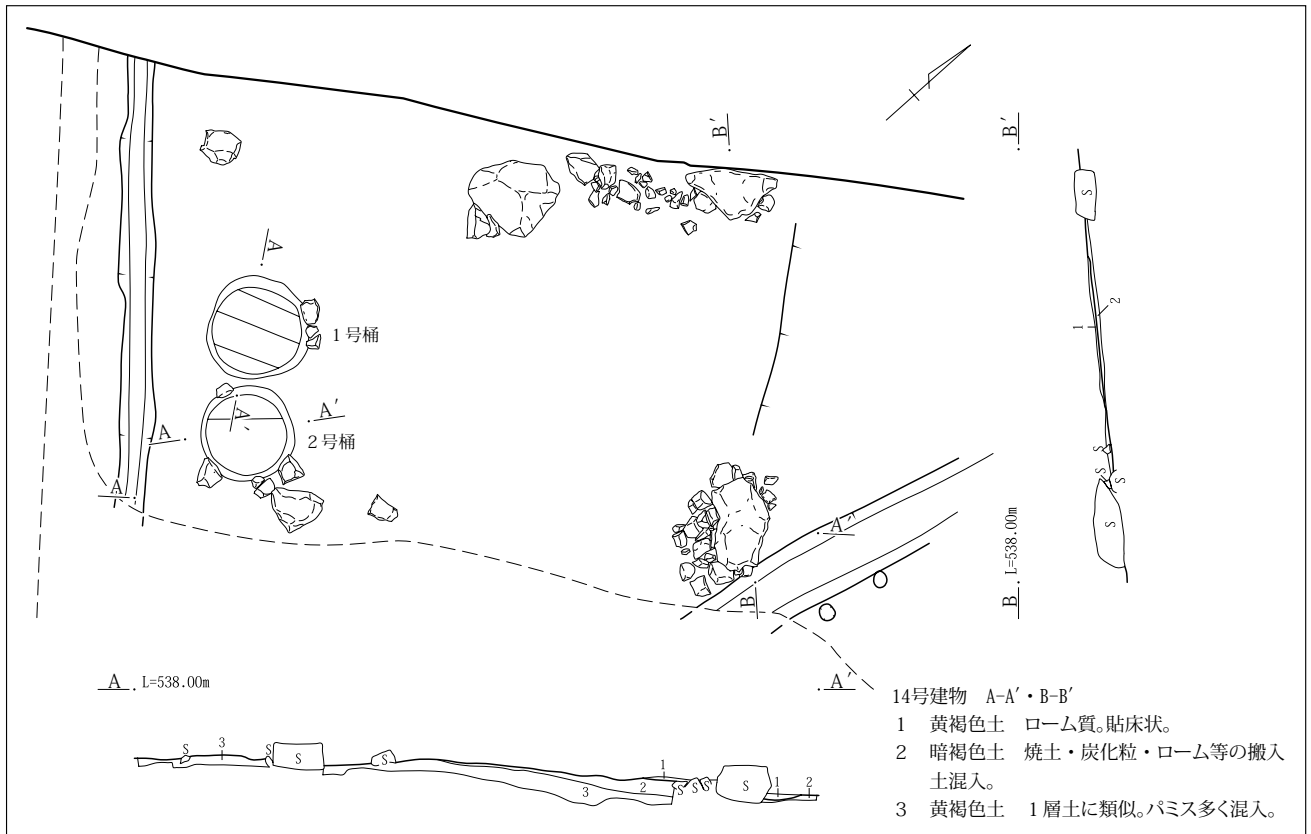 B′
B′
S
A
2
1
1号桶
A′
A′
A
2号桶
S
S
S
A
A′
S
B
B L=538.00m
A L=538.00m
A′
14号建物 A-A′・B-B′
1 黄褐色土 ローム質。貼床状。
2 暗褐色土 焼土・炭化粒・ローム等の搬入
土混入。
3 黄褐色土 1層土に類似。パミス多く混入。
S 3 S S S 1 S 1 2
3 2 S S S